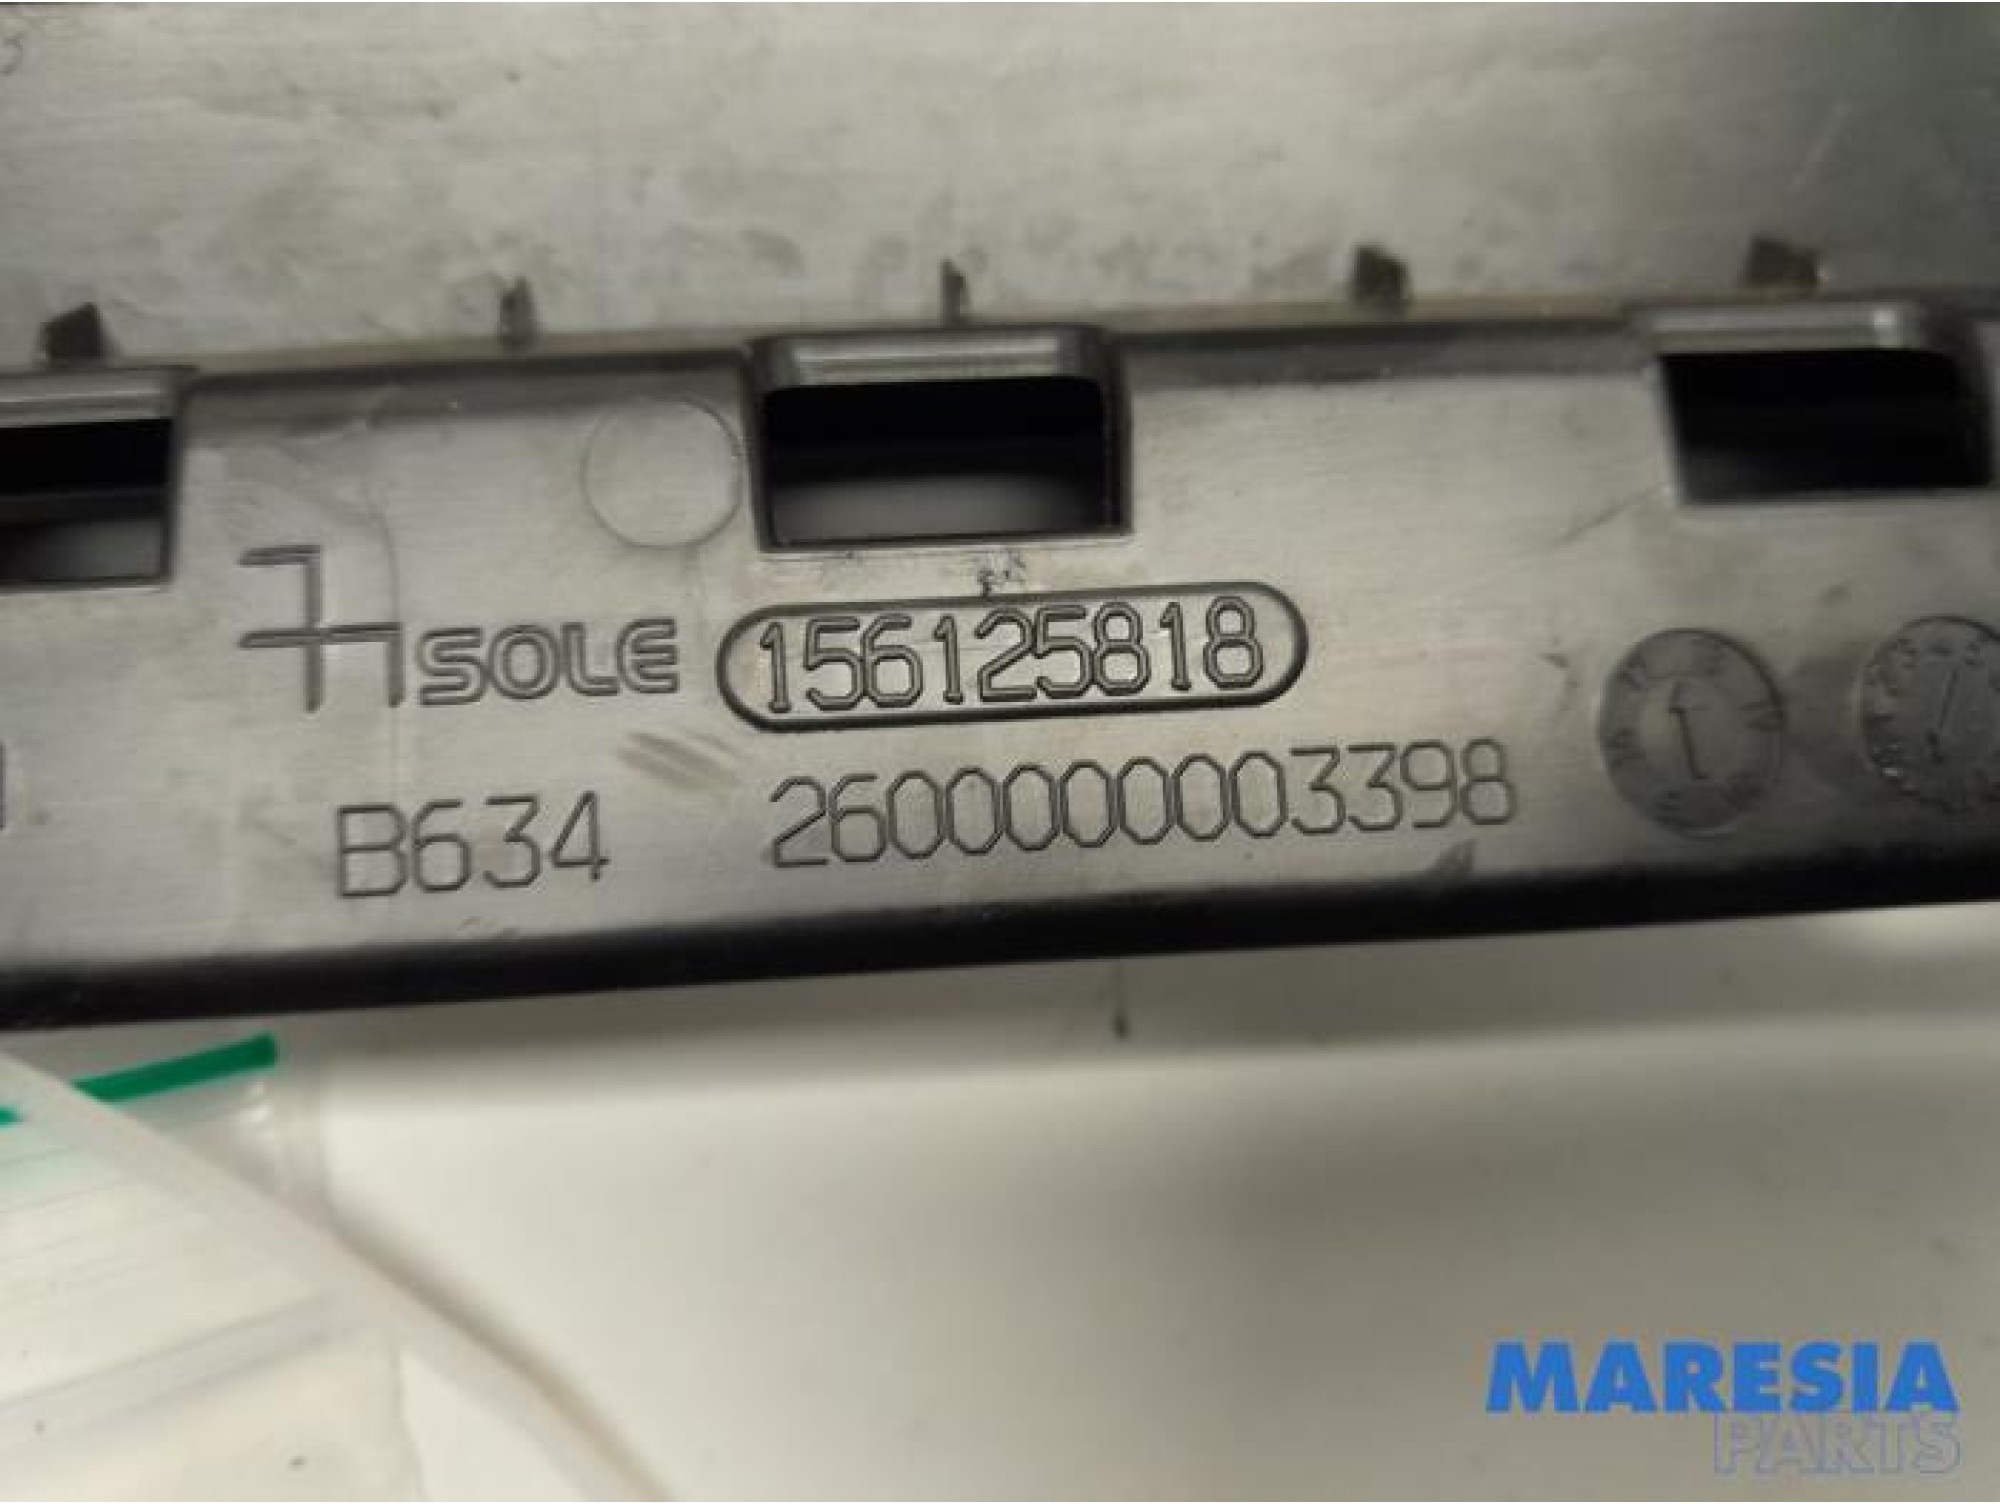 SOLE 156125818
B634 2600000003398
MARESIA
PARTS